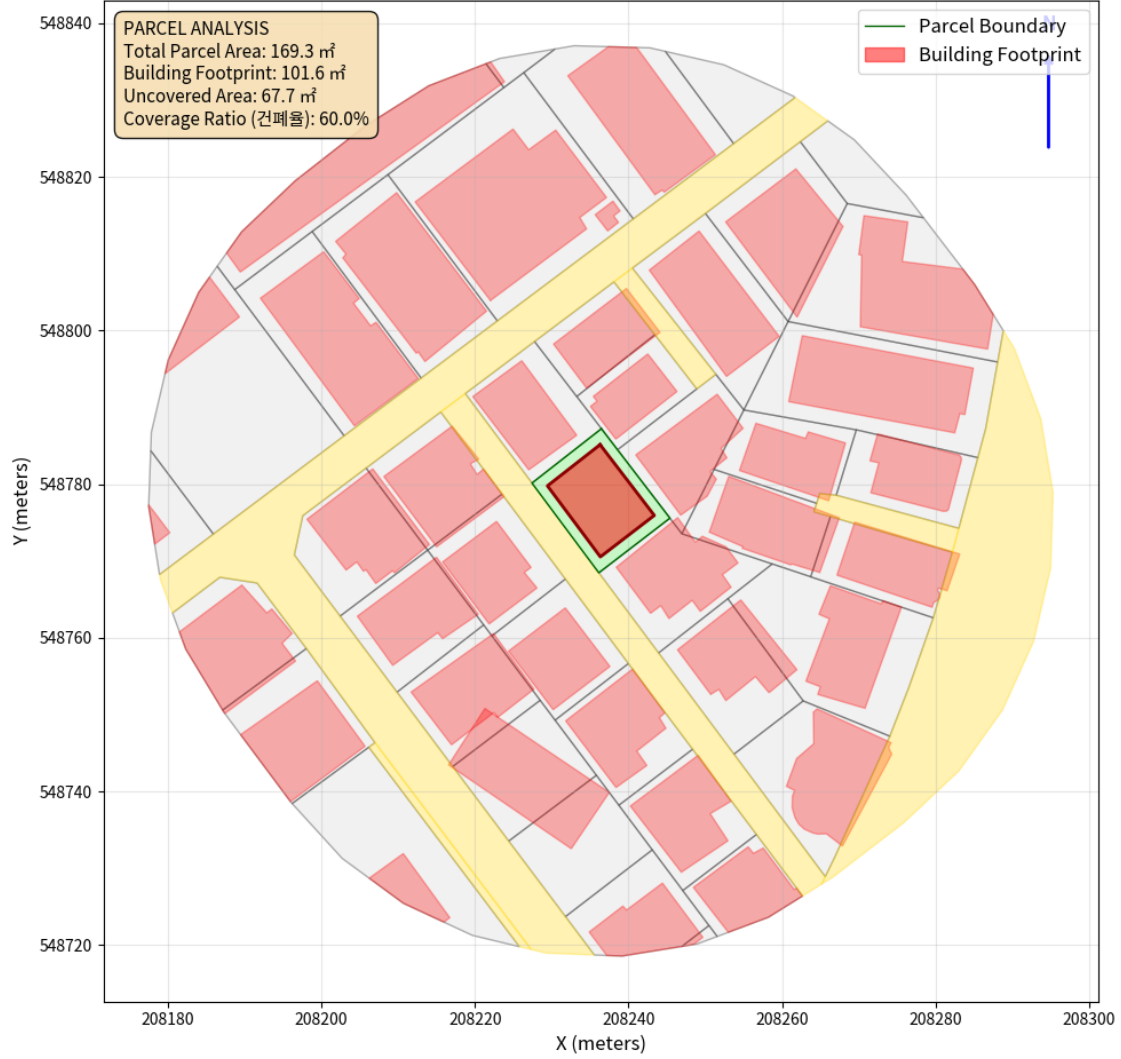 PARCEL ANALYSIS
Total Parcel Area: 169.3 ㎡
Building Footprint: 101.6 ㎡
Uncovered Area: 67.7 ㎡
Coverage Ratio (건폐율): 60.0%
Parcel Boundary
Building Footprint
N
548840
548820
548800
548780
548760
548740
548720
Y (meters)
208180
208200
208220
208240
208260
208280
208300
X (meters)